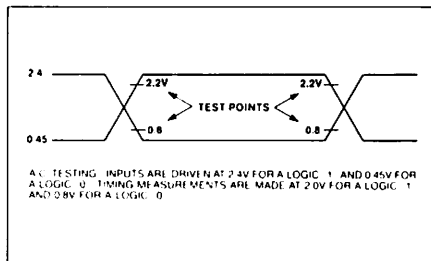 2.4
2.2V 2.2V
TEST POINTS
0.8 0.8
0.45
A.C. TESTING: INPUTS ARE DRIVEN AT 2.4V FOR A LOGIC 1 AND 0.45V FOR
A LOGIC 0. TIMING MEASUREMENTS ARE MADE AT 2.0V FOR A LOGIC 1
AND 0.8V FOR A LOGIC 0